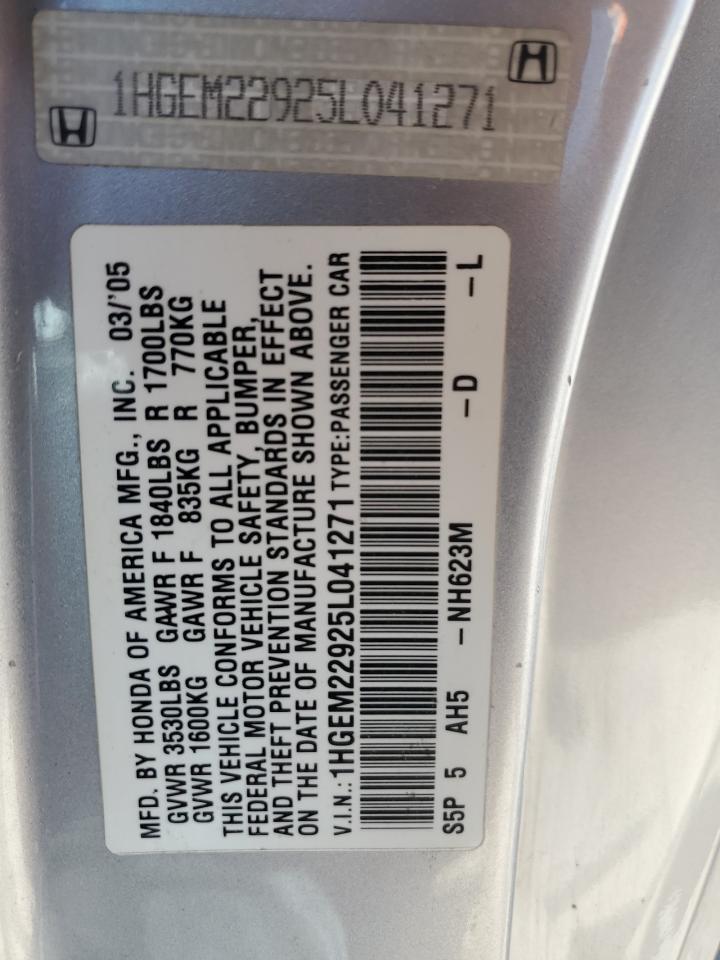 1HGEM22925L041271
MFD. BY HONDA OF AMERICA MFG., INC. 03/'05
GVWR 3530LBS GAWR F 1840LBS R 1700LBS
GVWR 1600KG GAWR F 835KG R 770KG
THIS VEHICLE CONFORMS TO ALL APPLICABLE
FEDERAL MOTOR VEHICLE SAFETY, BUMPER,
AND THEFT PREVENTION STANDARDS IN EFFECT
ON THE DATE OF MANUFACTURE SHOWN ABOVE.
V.I.N.: 1HGEM22925L041271 TYPE: PASSENGER CAR
S5P 5 AH5 –NH623M –D –L